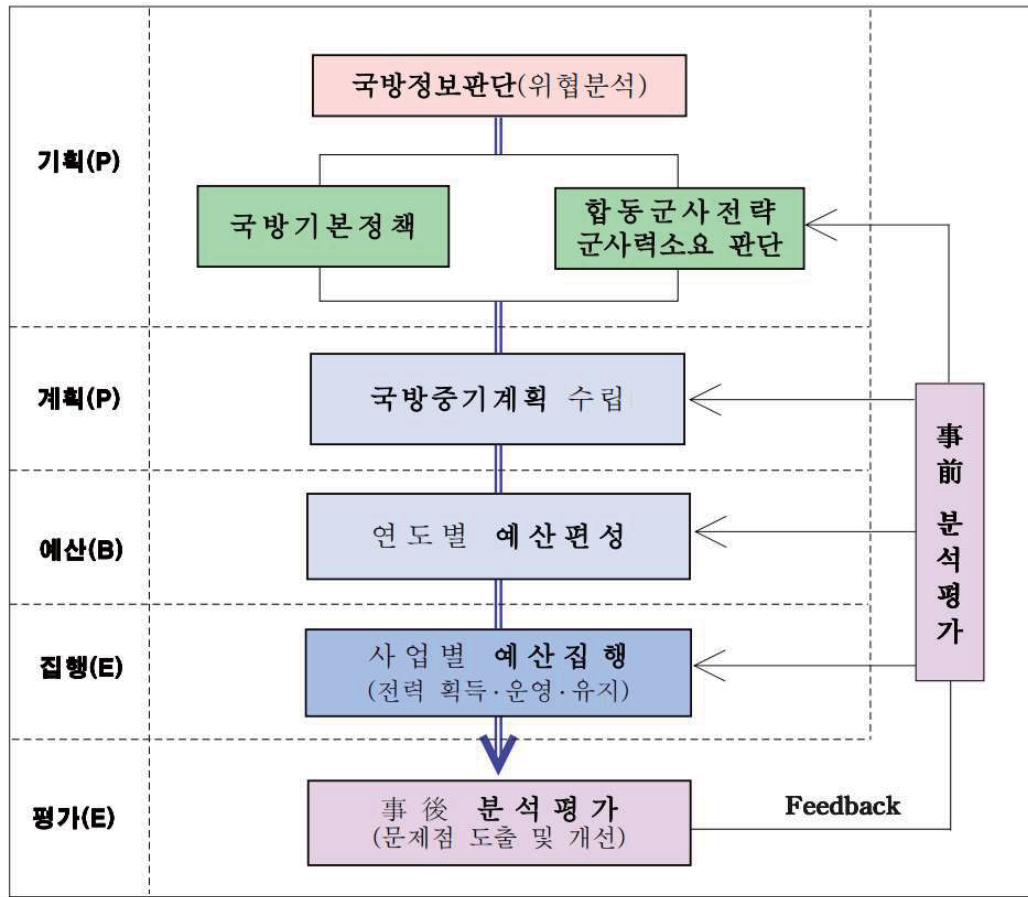 국방정보판단(위협분석)
기획(P)
국방기본정책
합동군사전략
군사력소요 판단
계획(P)
국방중기계획 수립
事前 분석평가
예산(B)
연도별 예산편성
집행(E)
사업별 예산집행
(전력 획득·운영·유지)
평가(E)
事後 분석평가
(문제점 도출 및 개선)
Feedback